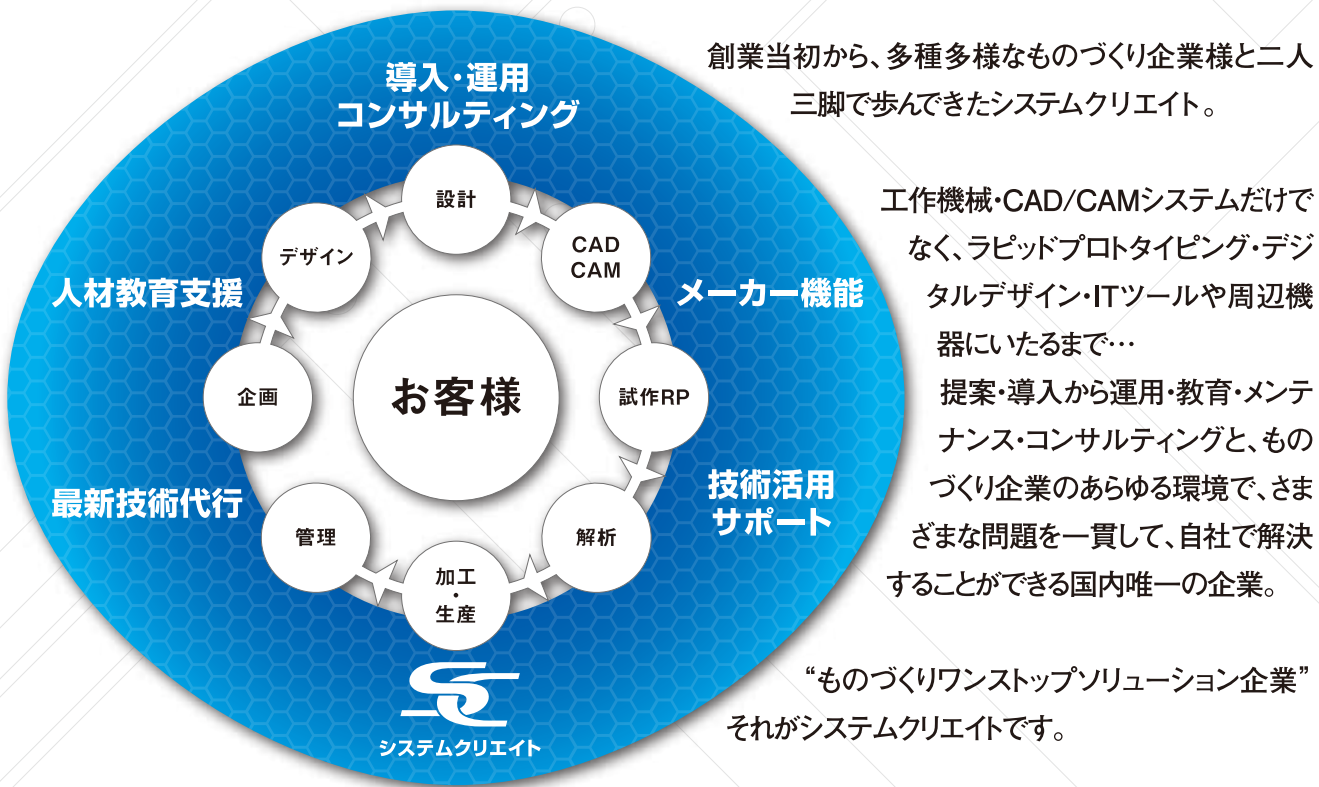 導入・運用
コンサルティング
設計
デザイン
CAD
CAM
人材教育支援
メーカー機能
企画
お客様
試作RP
最新技術代行
技術活用
サポート
管理
解析
加工
・
生産
システムクリエイト
創業当初から、多種多様なものづくり企業様と二人
三脚で歩んできたシステムクリエイト。
工作機械・CAD/CAMシステムだけで
なく、ラピッドプロトタイピング・デジ
タルデザイン・ITツールや周辺機
器にいたるまで…
提案・導入から運用・教育・メンテ
ナンス・コンサルティングと、もの
づくり企業のあらゆる環境で、さま
ざまな問題を一貫して、自社で解決
することができる国内唯一の企業。
“ものづくりワンストップソリューション企業”
それがシステムクリエイトです。